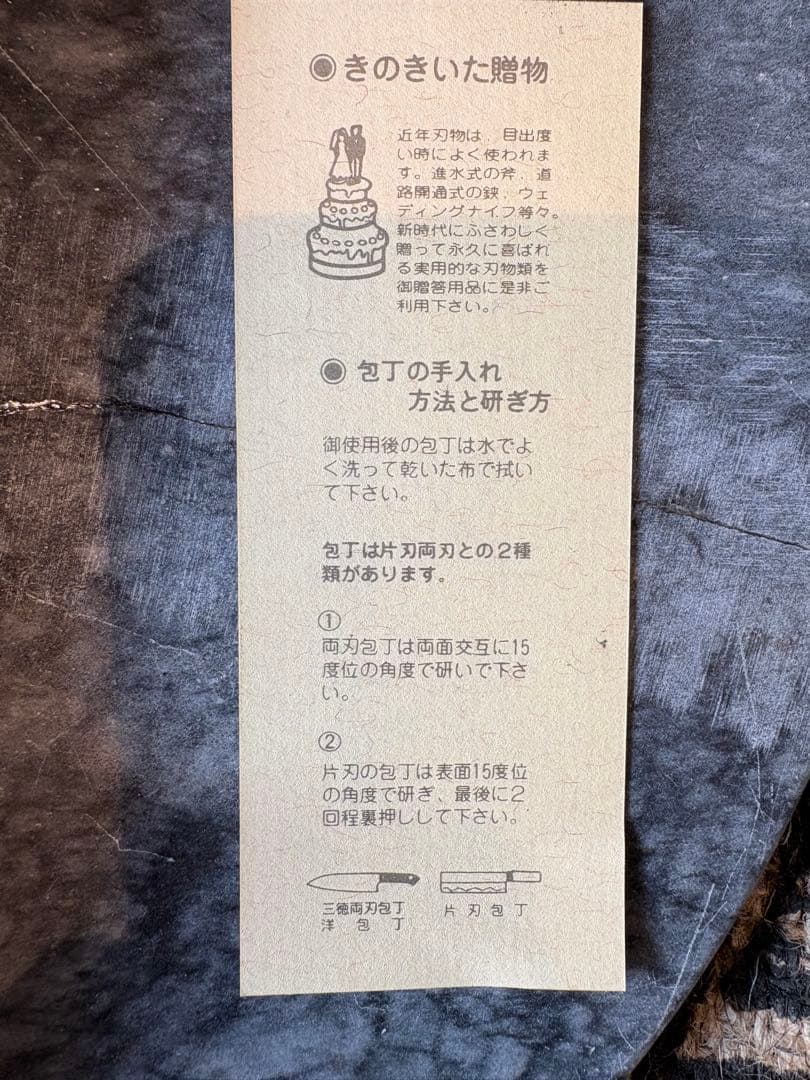 ◉きのきいた贈物
近年刃物は、目出度
い時によく使われま
す。進水式の斧、道
路開通式の鋏、ウェ
ディングナイフ等々。
新時代にふさわしく
贈って永久に喜ばれ
る実用的な刃物類を
御贈答用品に是非ご
利用下さい。
◉包丁の手入れ
方法と研ぎ方
御使用後の包丁は水でよ
く洗って乾いた布で拭い
て下さい。
包丁は片刃両刃との2種
類があります。
①
両刃包丁は両面交互に15
度位の角度で研いで下さ
い。
②
片刃の包丁は表面15度位
の角度で研ぎ、最後に2
回程裏押しして下さい。
三徳両刃包丁
洋包丁
片刃包丁